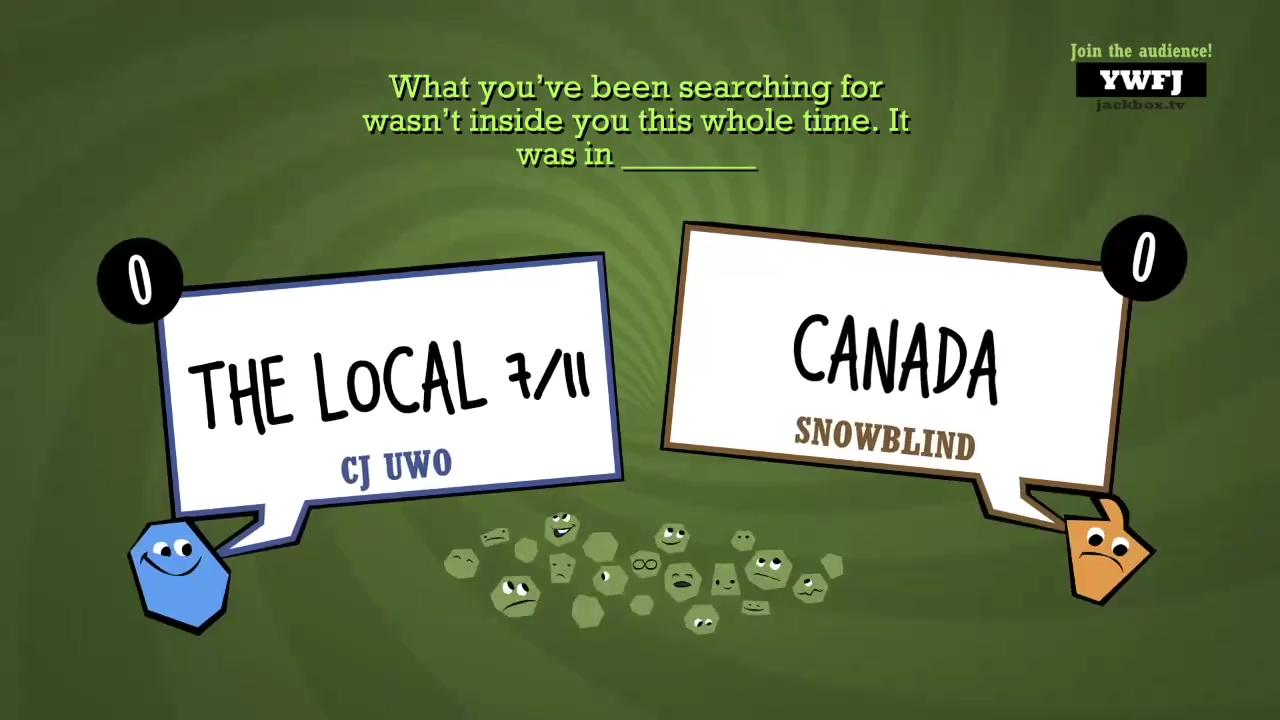 Join the audience!
YWFJ
jackbox.tv
What you've been searching for
wasn't inside you this whole time. It
was in ________
0
THE LOCAL 7/11
CJ UWO
0
CANADA
SNOWBLIND